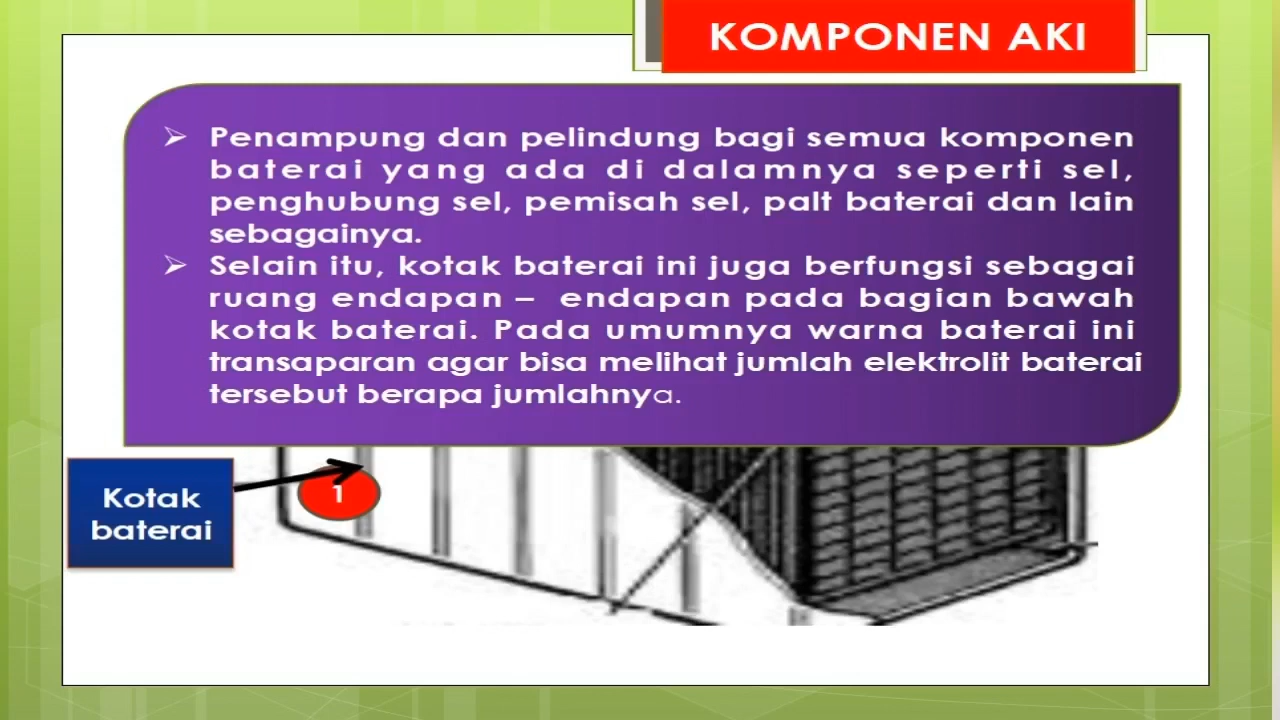 KOMPONEN AKI
➢ Penampung dan pelindung bagi semua komponen
baterai yang ada di dalamnya seperti sel,
penghubung sel, pemisah sel, palt baterai dan lain
sebagainya.
➢ Selain itu, kotak baterai ini juga berfungsi sebagai
ruang endapan – endapan pada bagian bawah
kotak baterai. Pada umumnya warna baterai ini
transaparan agar bisa melihat jumlah elektrolit baterai
tersebut berapa jumlahnya.
Kotak
baterai
1